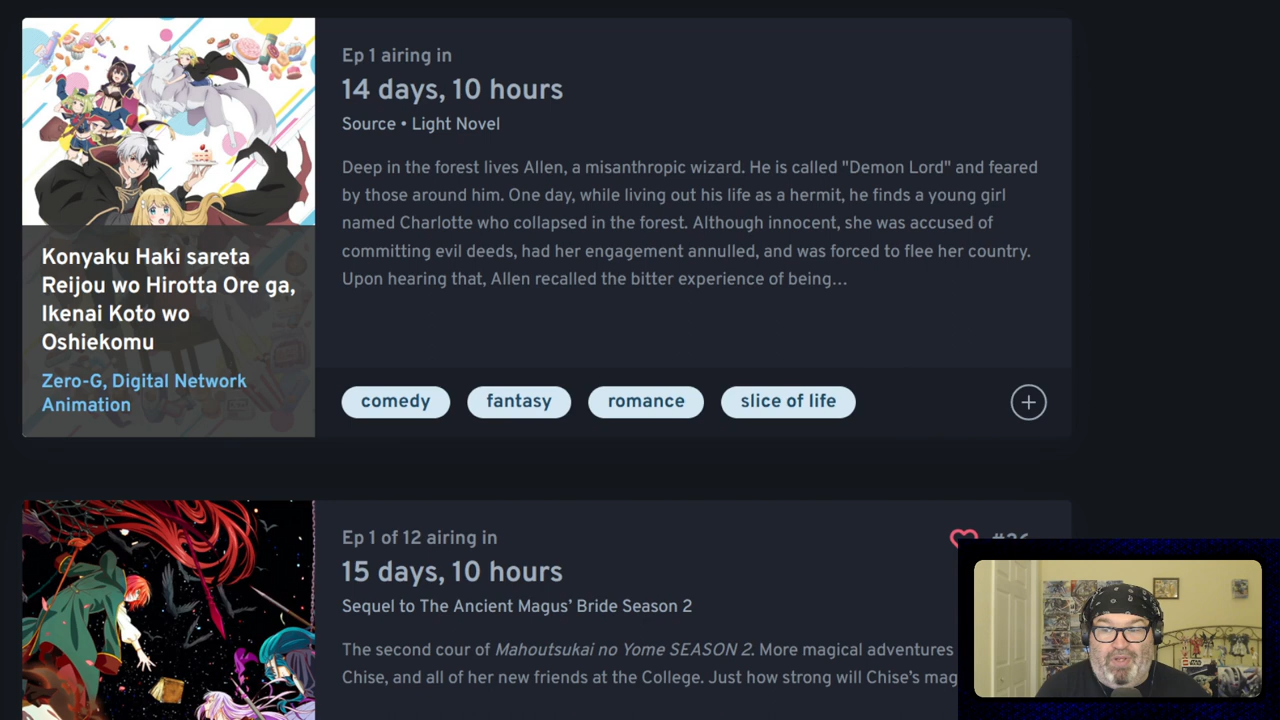 Ep 1 airing in
14 days, 10 hours
Source • Light Novel
Deep in the forest lives Allen, a misanthropic wizard. He is called "Demon Lord" and feared
by those around him. One day, while living out his life as a hermit, he finds a young girl
named Charlotte who collapsed in the forest. Although innocent, she was accused of
committing evil deeds, had her engagement annulled, and was forced to flee her country.
Upon hearing that, Allen recalled the bitter experience of being...
Konyaku Haki sareta
Reijou wo Hirotta Ore ga,
Ikenai Koto wo
Oshiekomu
Zero-G, Digital Network
Animation
comedy fantasy romance slice of life
Ep 1 of 12 airing in
15 days, 10 hours
Sequel to The Ancient Magus’ Bride Season 2
The second cour of Mahoutsukai no Yome SEASON 2. More magical adventures
Chise, and all of her new friends at the College. Just how strong will Chise’s mag